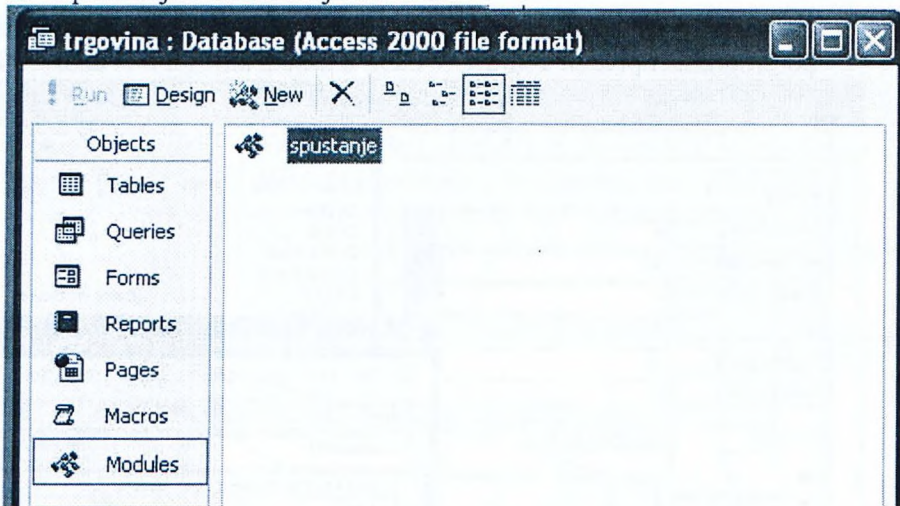 trgovina : Database (Access 2000 file format)
Run Design New
Objects
spustanje
Tables
Queries
Forms
Reports
Pages
Macros
Modules